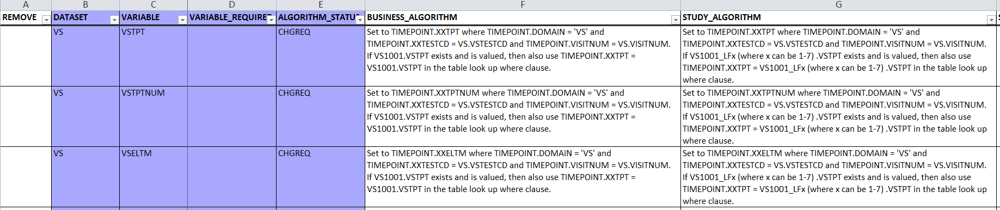 A B C D E F G
REMOVE DATASET VARIABLE VARIABLE_REQUIRED ALGORITHM_STATUS BUSINESS_ALGORITHM STUDY_ALGORITHM
VS VSTPT CHGREQ
Set to TIMEPOINT.XXTPT where TIMEPOINT.DOMAIN = 'VS' and
TIMEPOINT.XXTESTCD = VS.VSTESTCD and TIMEPOINT.VISITNUM = VS.VISITNUM.
If VS1001.VSTPT exists and is valued, then also use TIMEPOINT.XXTPT =
VS1001.VSTPT in the table look up where clause.
Set to TIMEPOINT.XXTPT where TIMEPOINT.DOMAIN = 'VS' and
TIMEPOINT.XXTESTCD = VS.VSTESTCD and TIMEPOINT.VISITNUM = VS.VISITNUM.
If VS1001_LFx (where x can be 1-7) .VSTPT exists and is valued, then also use
TIMEPOINT.XXTPT = VS1001_LFx (where x can be 1-7) .VSTPT in the table look up
where clause.
VS VSTPTNUM CHGREQ
Set to TIMEPOINT.XXTPTNUM where TIMEPOINT.DOMAIN = 'VS' and
TIMEPOINT.XXTESTCD = VS.VSTESTCD and TIMEPOINT.VISITNUM = VS.VISITNUM.
If VS1001.VSTPT exists and is valued, then also use TIMEPOINT.XXTPT =
VS1001.VSTPT in the table look up where clause.
Set to TIMEPOINT.XXTPTNUM where TIMEPOINT.DOMAIN = 'VS' and
TIMEPOINT.XXTESTCD = VS.VSTESTCD and TIMEPOINT.VISITNUM = VS.VISITNUM.
If VS1001_LFx (where x can be 1-7) .VSTPT exists and is valued, then also use
TIMEPOINT.XXTPT = VS1001_LFx (where x can be 1-7) .VSTPT in the table look up
where clause.
VS VSELTM CHGREQ
Set to TIMEPOINT.XXELTM where TIMEPOINT.DOMAIN = 'VS' and
TIMEPOINT.XXTESTCD = VS.VSTESTCD and TIMEPOINT.VISITNUM = VS.VISITNUM.
If VS1001.VSTPT exists and is valued, then also use TIMEPOINT.XXTPT =
VS1001.VSTPT in the table look up where clause.
Set to TIMEPOINT.XXELTM where TIMEPOINT.DOMAIN = 'VS' and
TIMEPOINT.XXTESTCD = VS.VSTESTCD and TIMEPOINT.VISITNUM = VS.VISITNUM.
If VS1001_LFx (where x can be 1-7) .VSTPT exists and is valued, then also use
TIMEPOINT.XXTPT = VS1001_LFx (where x can be 1-7) .VSTPT in the table look up
where clause.